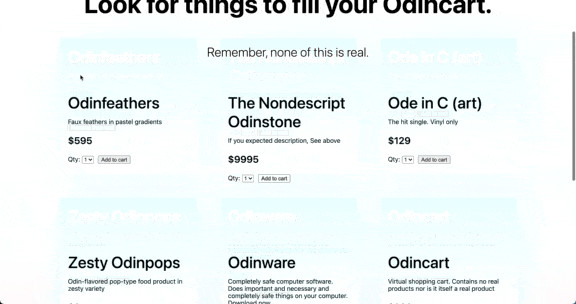 Look for things to fill your Odincart.
Remember, none of this is real.
Odinfeathers
Faux feathers in pastel gradients
$595
Qty: 1 Add to cart
The Nondescript
Odinstone
If you expected description, See above
$9995
Qty: 1 Add to cart
Ode in C (art)
The hit single. Vinyl only
$129
Qty: 1 Add to cart
Zesty Odinpops
Odin-flavored pop-type food product in
zesty variety
Odinware
Completely safe computer software.
Does important and necessary and
completely safe things on your computer.
Download now
Odincart
Virtual shopping cart. Contains no real
products nor is it itself a real product